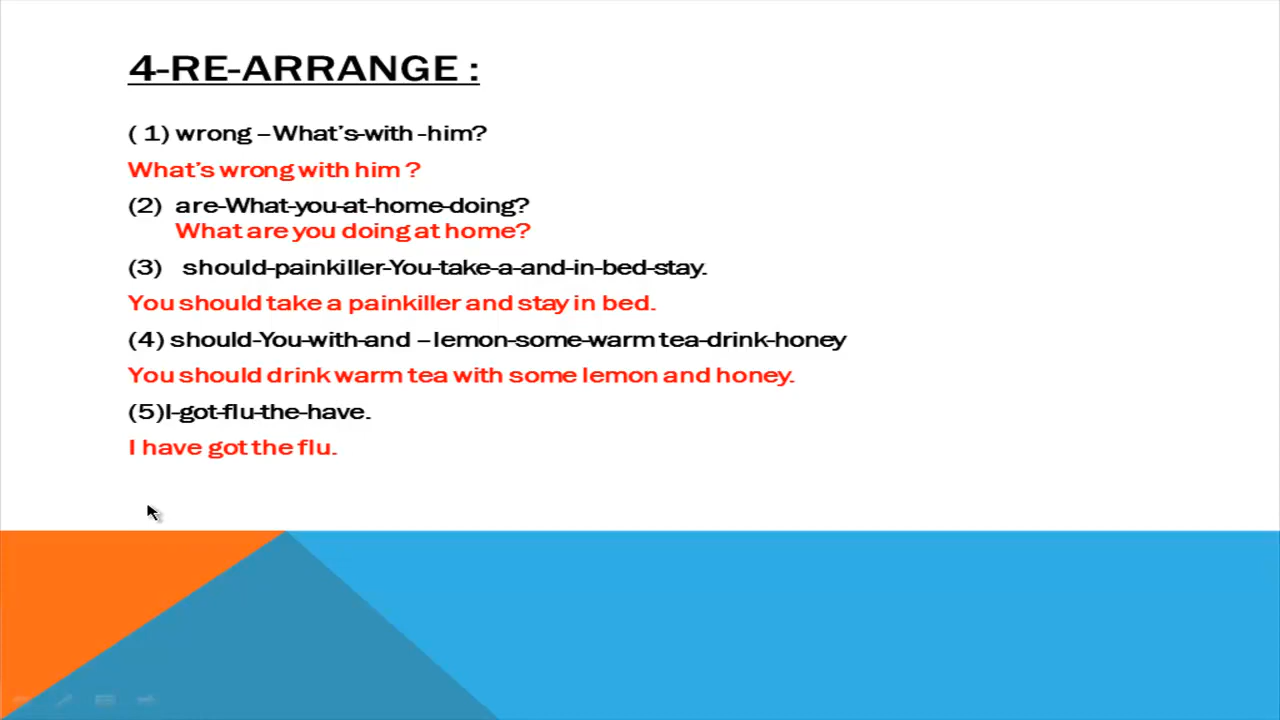 4-RE-ARRANGE :
( 1) wrong –What's-with -him?
What's wrong with him ?
(2) are-What-you-at-home-doing?
What are you doing at home?
(3) should-painkiller-You-take-a-and-in-bed-stay.
You should take a painkiller and stay in bed.
(4) should-You-with-and –lemon-some-warm tea-drink-honey
You should drink warm tea with some lemon and honey.
(5)I-got-flu-the-have.
I have got the flu.